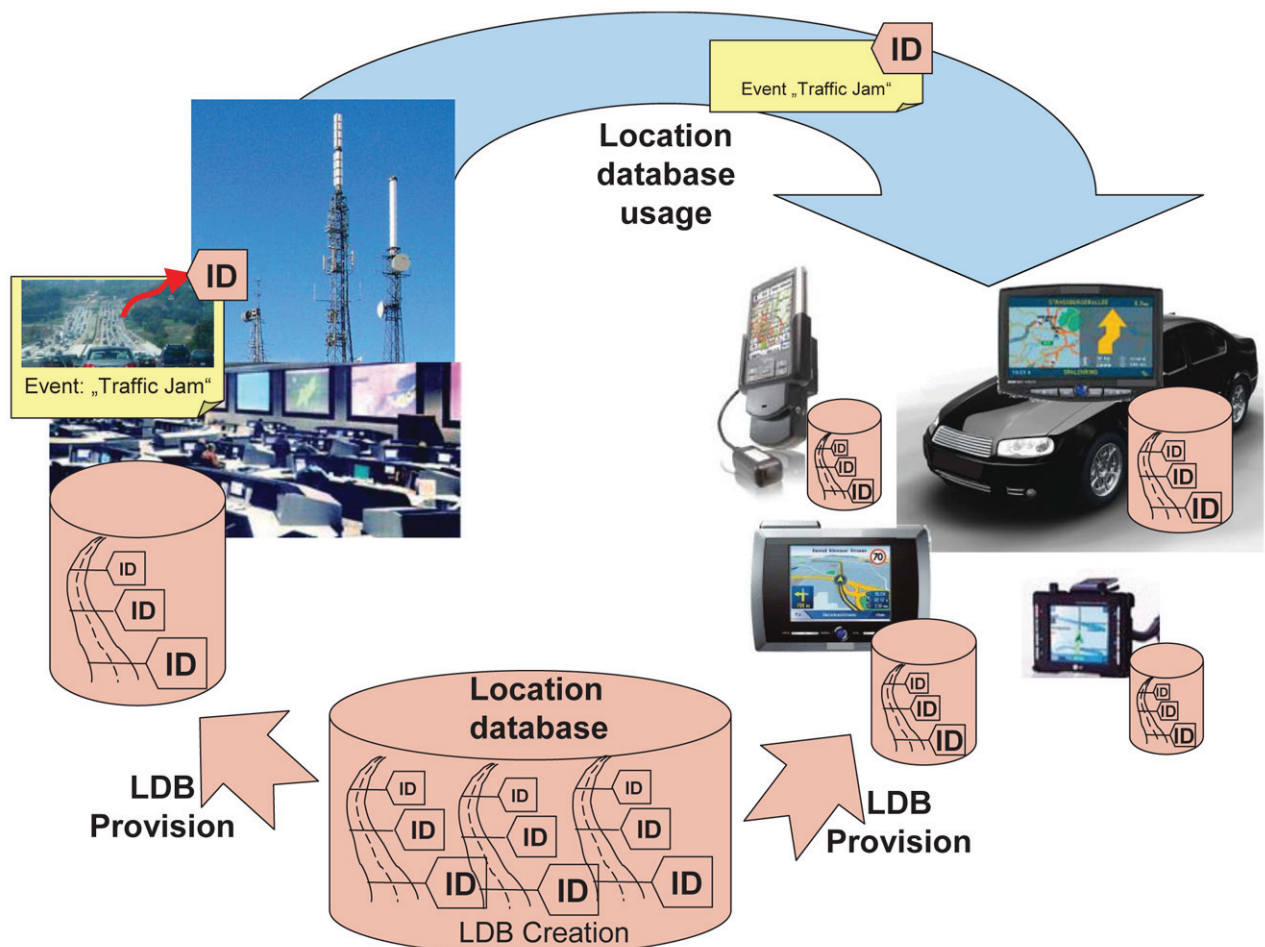 ID
Event „Traffic Jam“
Location
database
usage
ID
Event: „Traffic Jam“
STRASSBURGERALLEE
SPALENRING
ID
ID
ID
ID
ID
ID
70
ID
ID
ID
ID
ID
ID
ID
ID
ID
ID
ID
ID
Location
database
LDB
Provision
LDB
Provision
ID
ID
ID
ID
ID
ID
ID
ID
ID
LDB Creation